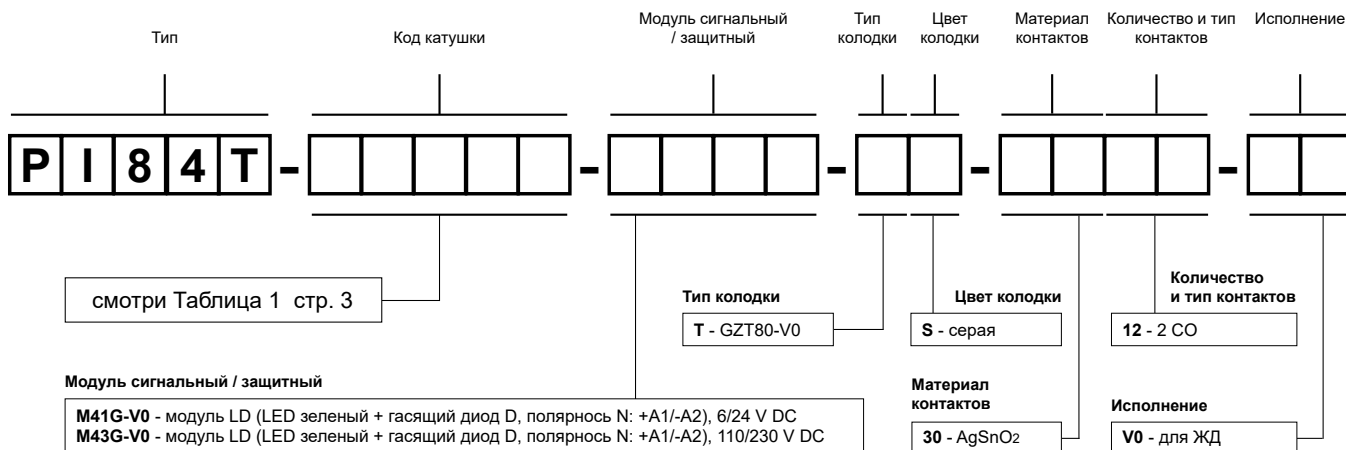 Тип
Код катушки
Модуль сигнальный
/ защитный
Тип
колодки
Цвет
колодки
Материал
контактов
Количество и тип
контактов
Исполнение
P I 8 4 T - - - - -
смотри Таблица 1 стр. 3
Тип колодки
T - GZT80-V0
Цвет колодки
S - серая
Количество
и тип контактов
12 - 2 CO
Модуль сигнальный / защитный
M41G-V0 - модуль LD (LED зеленый + гасящий диод D, полярнось N: +A1/-A2), 6/24 V DC
M43G-V0 - модуль LD (LED зеленый + гасящий диод D, полярнось N: +A1/-A2), 110/230 V DC
Материал
контактов
30 - AgSnO2
Исполнение
V0 - для ЖД